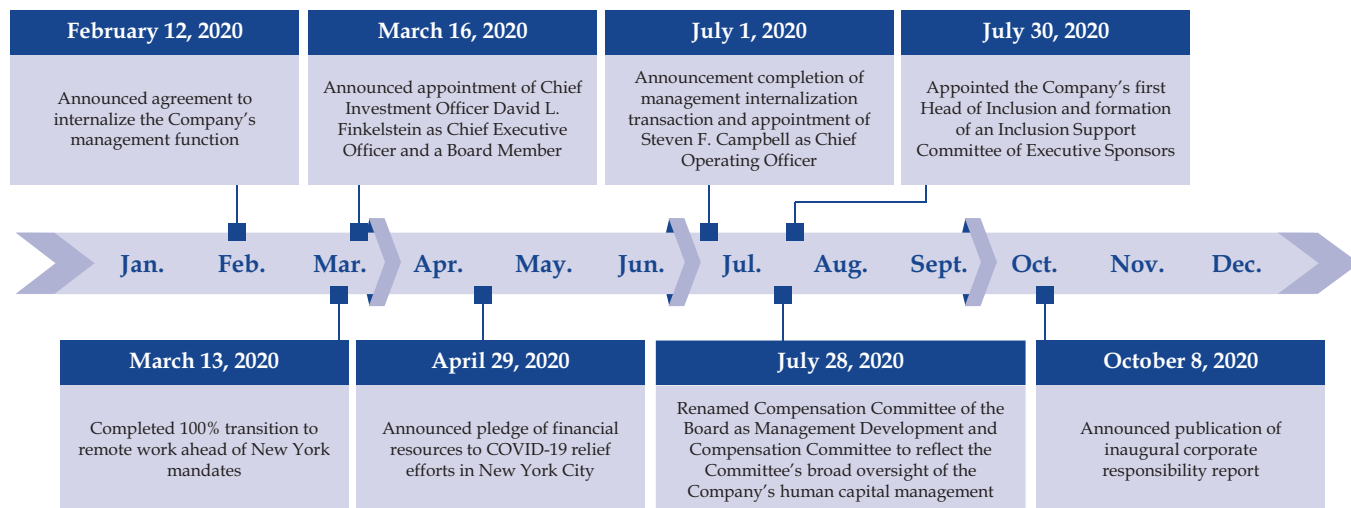 February 12, 2020
Announced agreement to
internalize the Company's
management function
March 16, 2020
Announced appointment of Chief
Investment Officer David L.
Finkelstein as Chief Executive
Officer and a Board Member
July 1, 2020
Announcement completion of
management internalization
transaction and appointment of
Steven F. Campbell as Chief
Operating Officer
July 30, 2020
Appointed the Company's first
Head of Inclusion and formation
of an Inclusion Support
Committee of Executive Sponsors
Jan. Feb. Mar. Apr. May. Jun. Jul. Aug. Sept. Oct. Nov. Dec.
March 13, 2020
Completed 100% transition to
remote work ahead of New York
mandates
April 29, 2020
Announced pledge of financial
resources to COVID-19 relief
efforts in New York City
July 28, 2020
Renamed Compensation Committee of the
Board as Management Development and
Compensation Committee to reflect the
Committee's broad oversight of the
Company's human capital management
October 8, 2020
Announced publication of
inaugural corporate
responsibility report